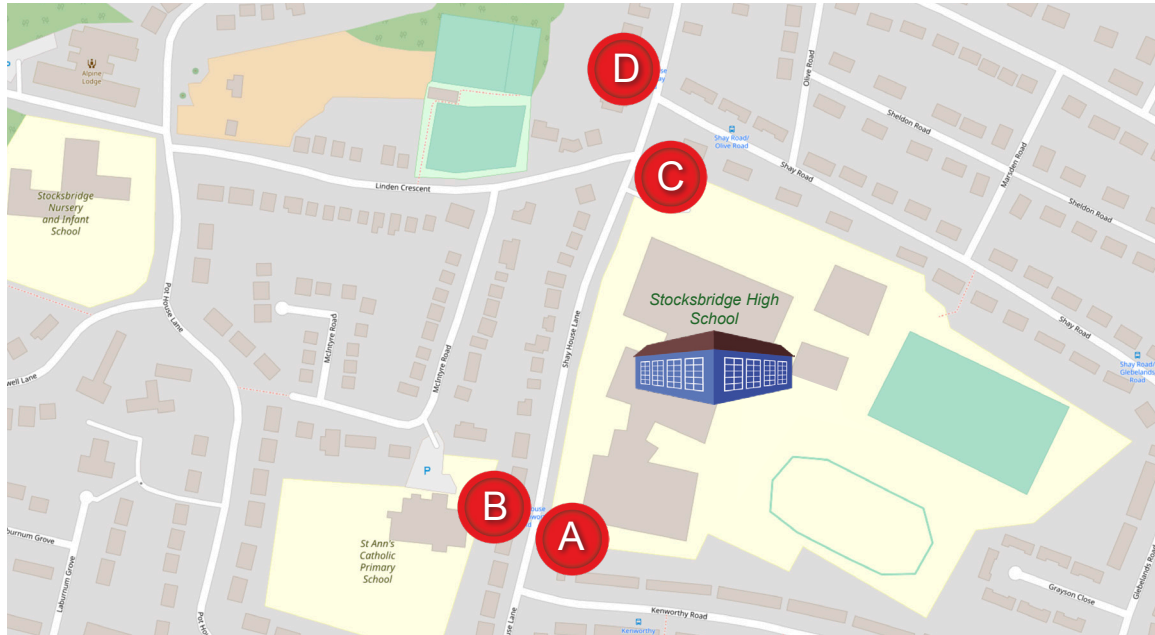 D
Olive Road
Alpine
Lodge
P
Shay Road/
Olive Road
Sheldon Road
Marsden Road
Shay Road
C
Linden Crescent
Stocksbridge
Nursery
and Infant
School
Sheldon Road
Pot House Lane
McIntyre Road
McIntyre Road
Shay House Lane
Stocksbridge High
School
Shay Road
Shay Road/
Glebelands
Road
P
B
A
St Ann's
Catholic
Primary
School
Laburnum Grove
Kenworthy Road
Kenworthy
Grayson Close
Glebelands Road